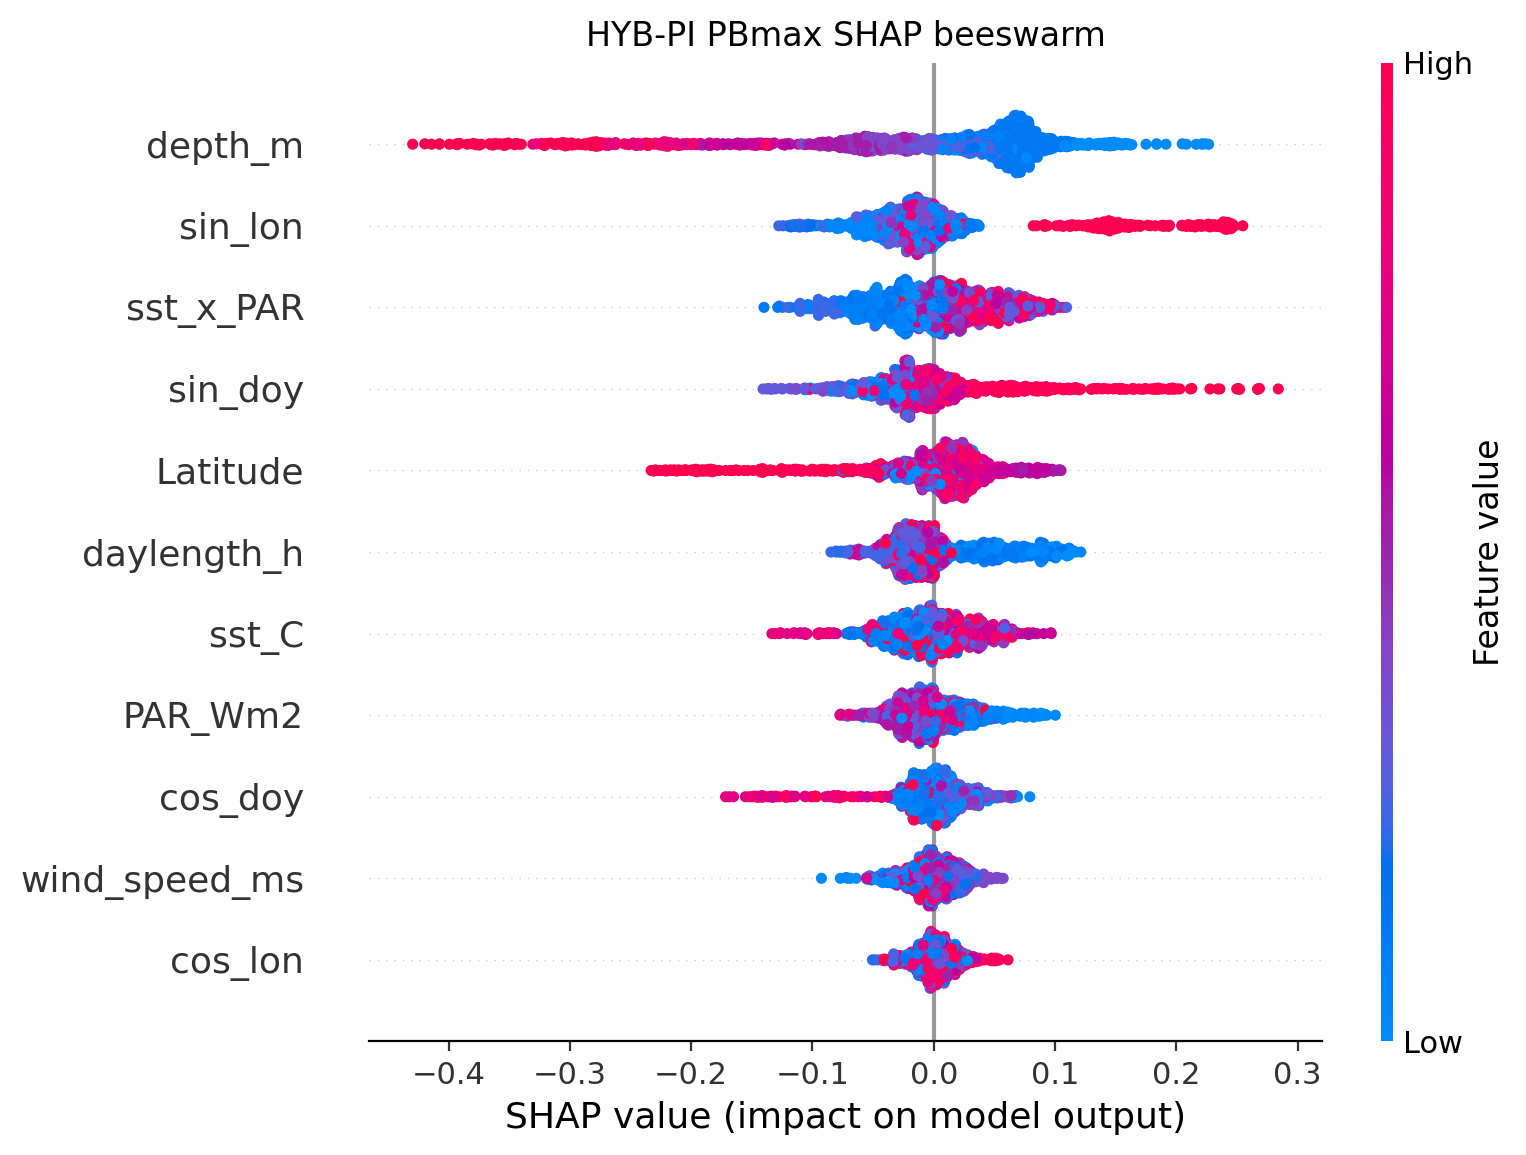 HYB-PI PBmax SHAP beeswarm
High
depth_m
sin_lon
sst_x_PAR
sin_doy
Latitude
daylength_h
sst_C
PAR_Wm2
cos_doy
wind_speed_ms
cos_lon
Feature value
Low
−0.4 −0.3 −0.2 −0.1 0.0 0.1 0.2 0.3
SHAP value (impact on model output)